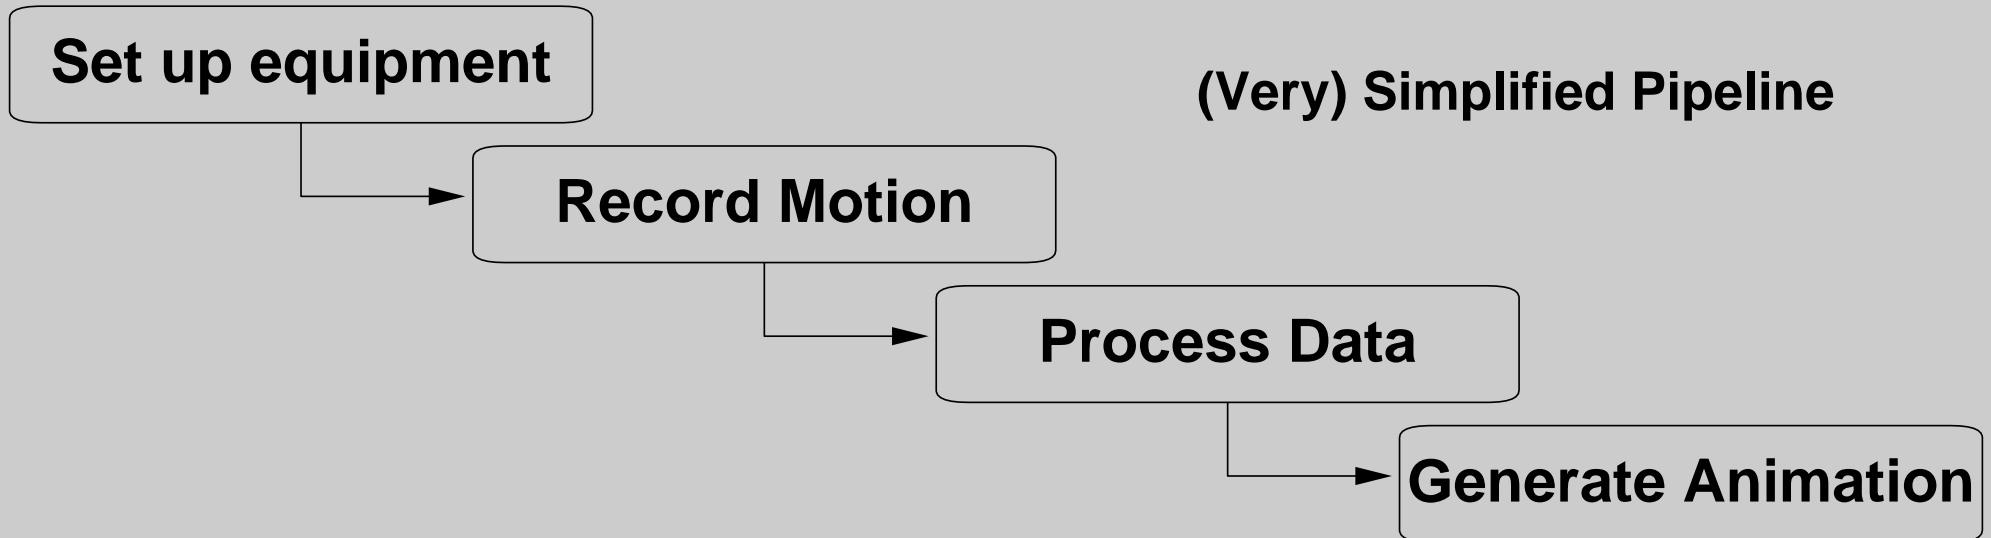 Set up equipment
(Very) Simplified Pipeline
Record Motion
Process Data
Generate Animation